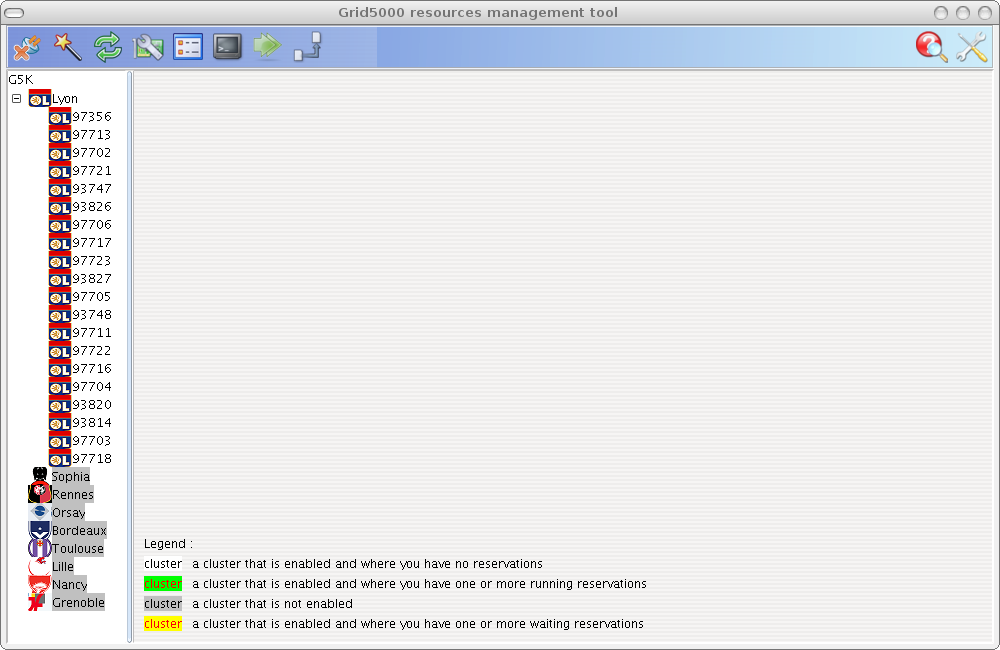 Grid5000 resources management tool
G5K
Lyon
97356
97713
97702
97721
93747
93826
97706
97717
97723
93827
97705
93748
97711
97722
97716
97704
93820
93814
97703
97718
Sophia
Rennes
Orsay
Bordeaux
Toulouse
Lille
Nancy
Grenoble
Legend :
cluster a cluster that is enabled and where you have no reservations
cluster a cluster that is enabled and where you have one or more running reservations
cluster a cluster that is not enabled
cluster a cluster that is enabled and where you have one or more waiting reservations